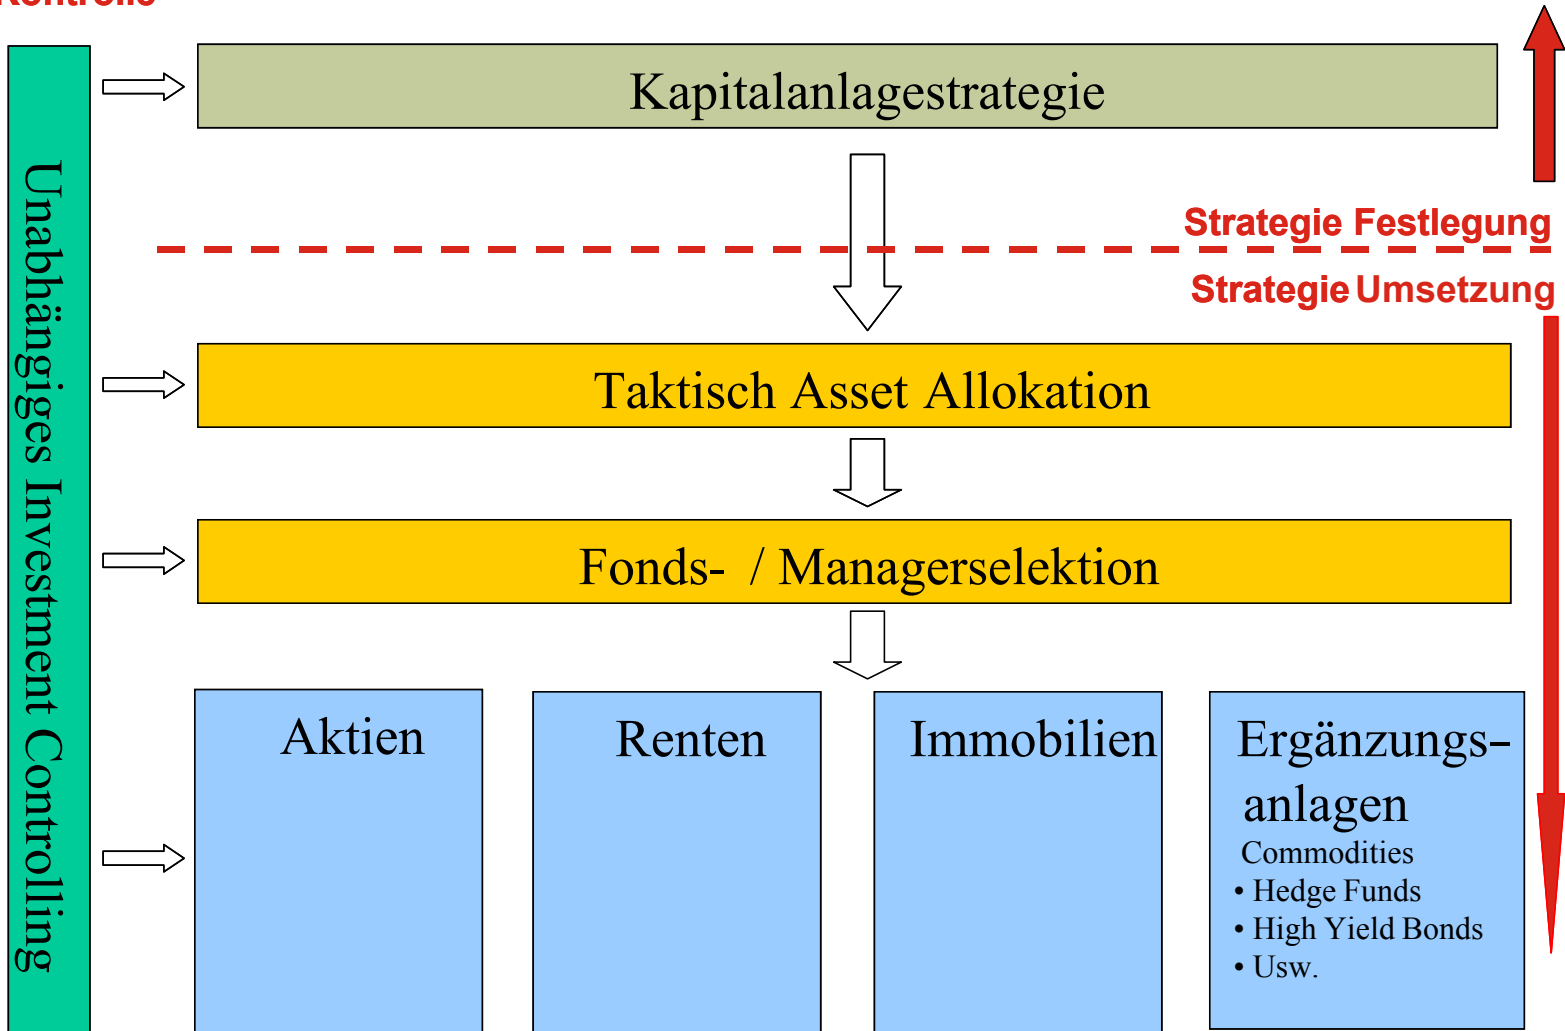 Kontrolle
Kapitalanlagestrategie
Strategie Festlegung
Strategie Umsetzung
Unabhängiges Investment Controlling
Taktisch Asset Allokation
Fonds- / Managerselektion
Aktien
Renten
Immobilien
Ergänzungs-
anlagen
Commodities
• Hedge Funds
• High Yield Bonds
• Usw.